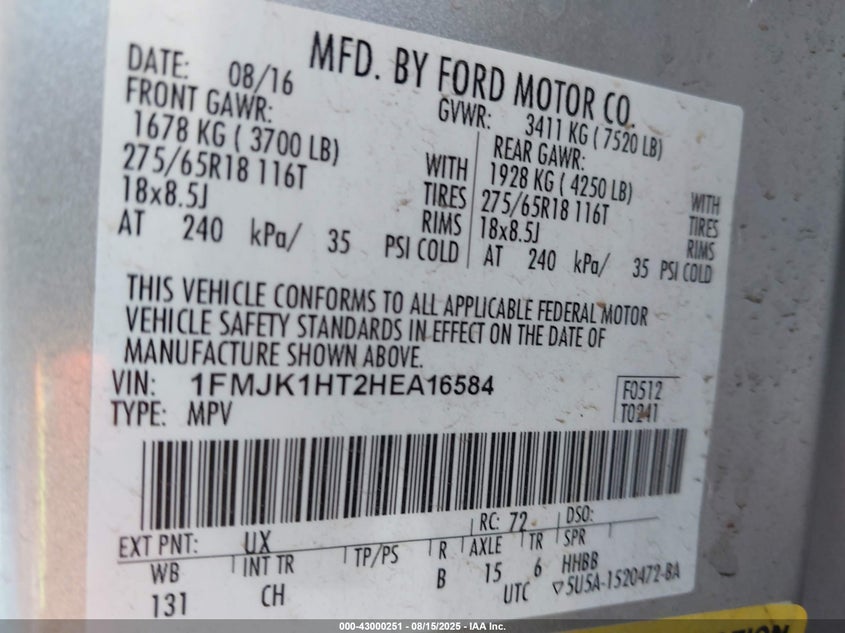 MFD. BY FORD MOTOR CO.
DATE: 08/16
GVWR: 3411 KG ( 7520 LB)
FRONT GAWR:
1678 KG ( 3700 LB)
275/65R18 116T
18x8.5J
WITH
TIRES
RIMS
AT 240 kPa/ 35 PSI COLD
REAR GAWR:
1928 KG ( 4250 LB)
275/65R18 116T
18x8.5J
WITH
TIRES
RIMS
AT 240 kPa/ 35 PSI COLD
THIS VEHICLE CONFORMS TO ALL APPLICABLE FEDERAL MOTOR
VEHICLE SAFETY STANDARDS IN EFFECT ON THE DATE OF
MANUFACTURE SHOWN ABOVE.
VIN: 1FMJK1HT2HEA16584
TYPE: MPV
F0512
T0241
EXT PNT: UX RC: 72 DSO:
WB INT TR TP/PS R AXLE TR SPR
131 CH B 15 6 HHBB
UTC ▽5U5A-1520472-BA
000-43000251 - 08/15/2025 - IAA Inc.